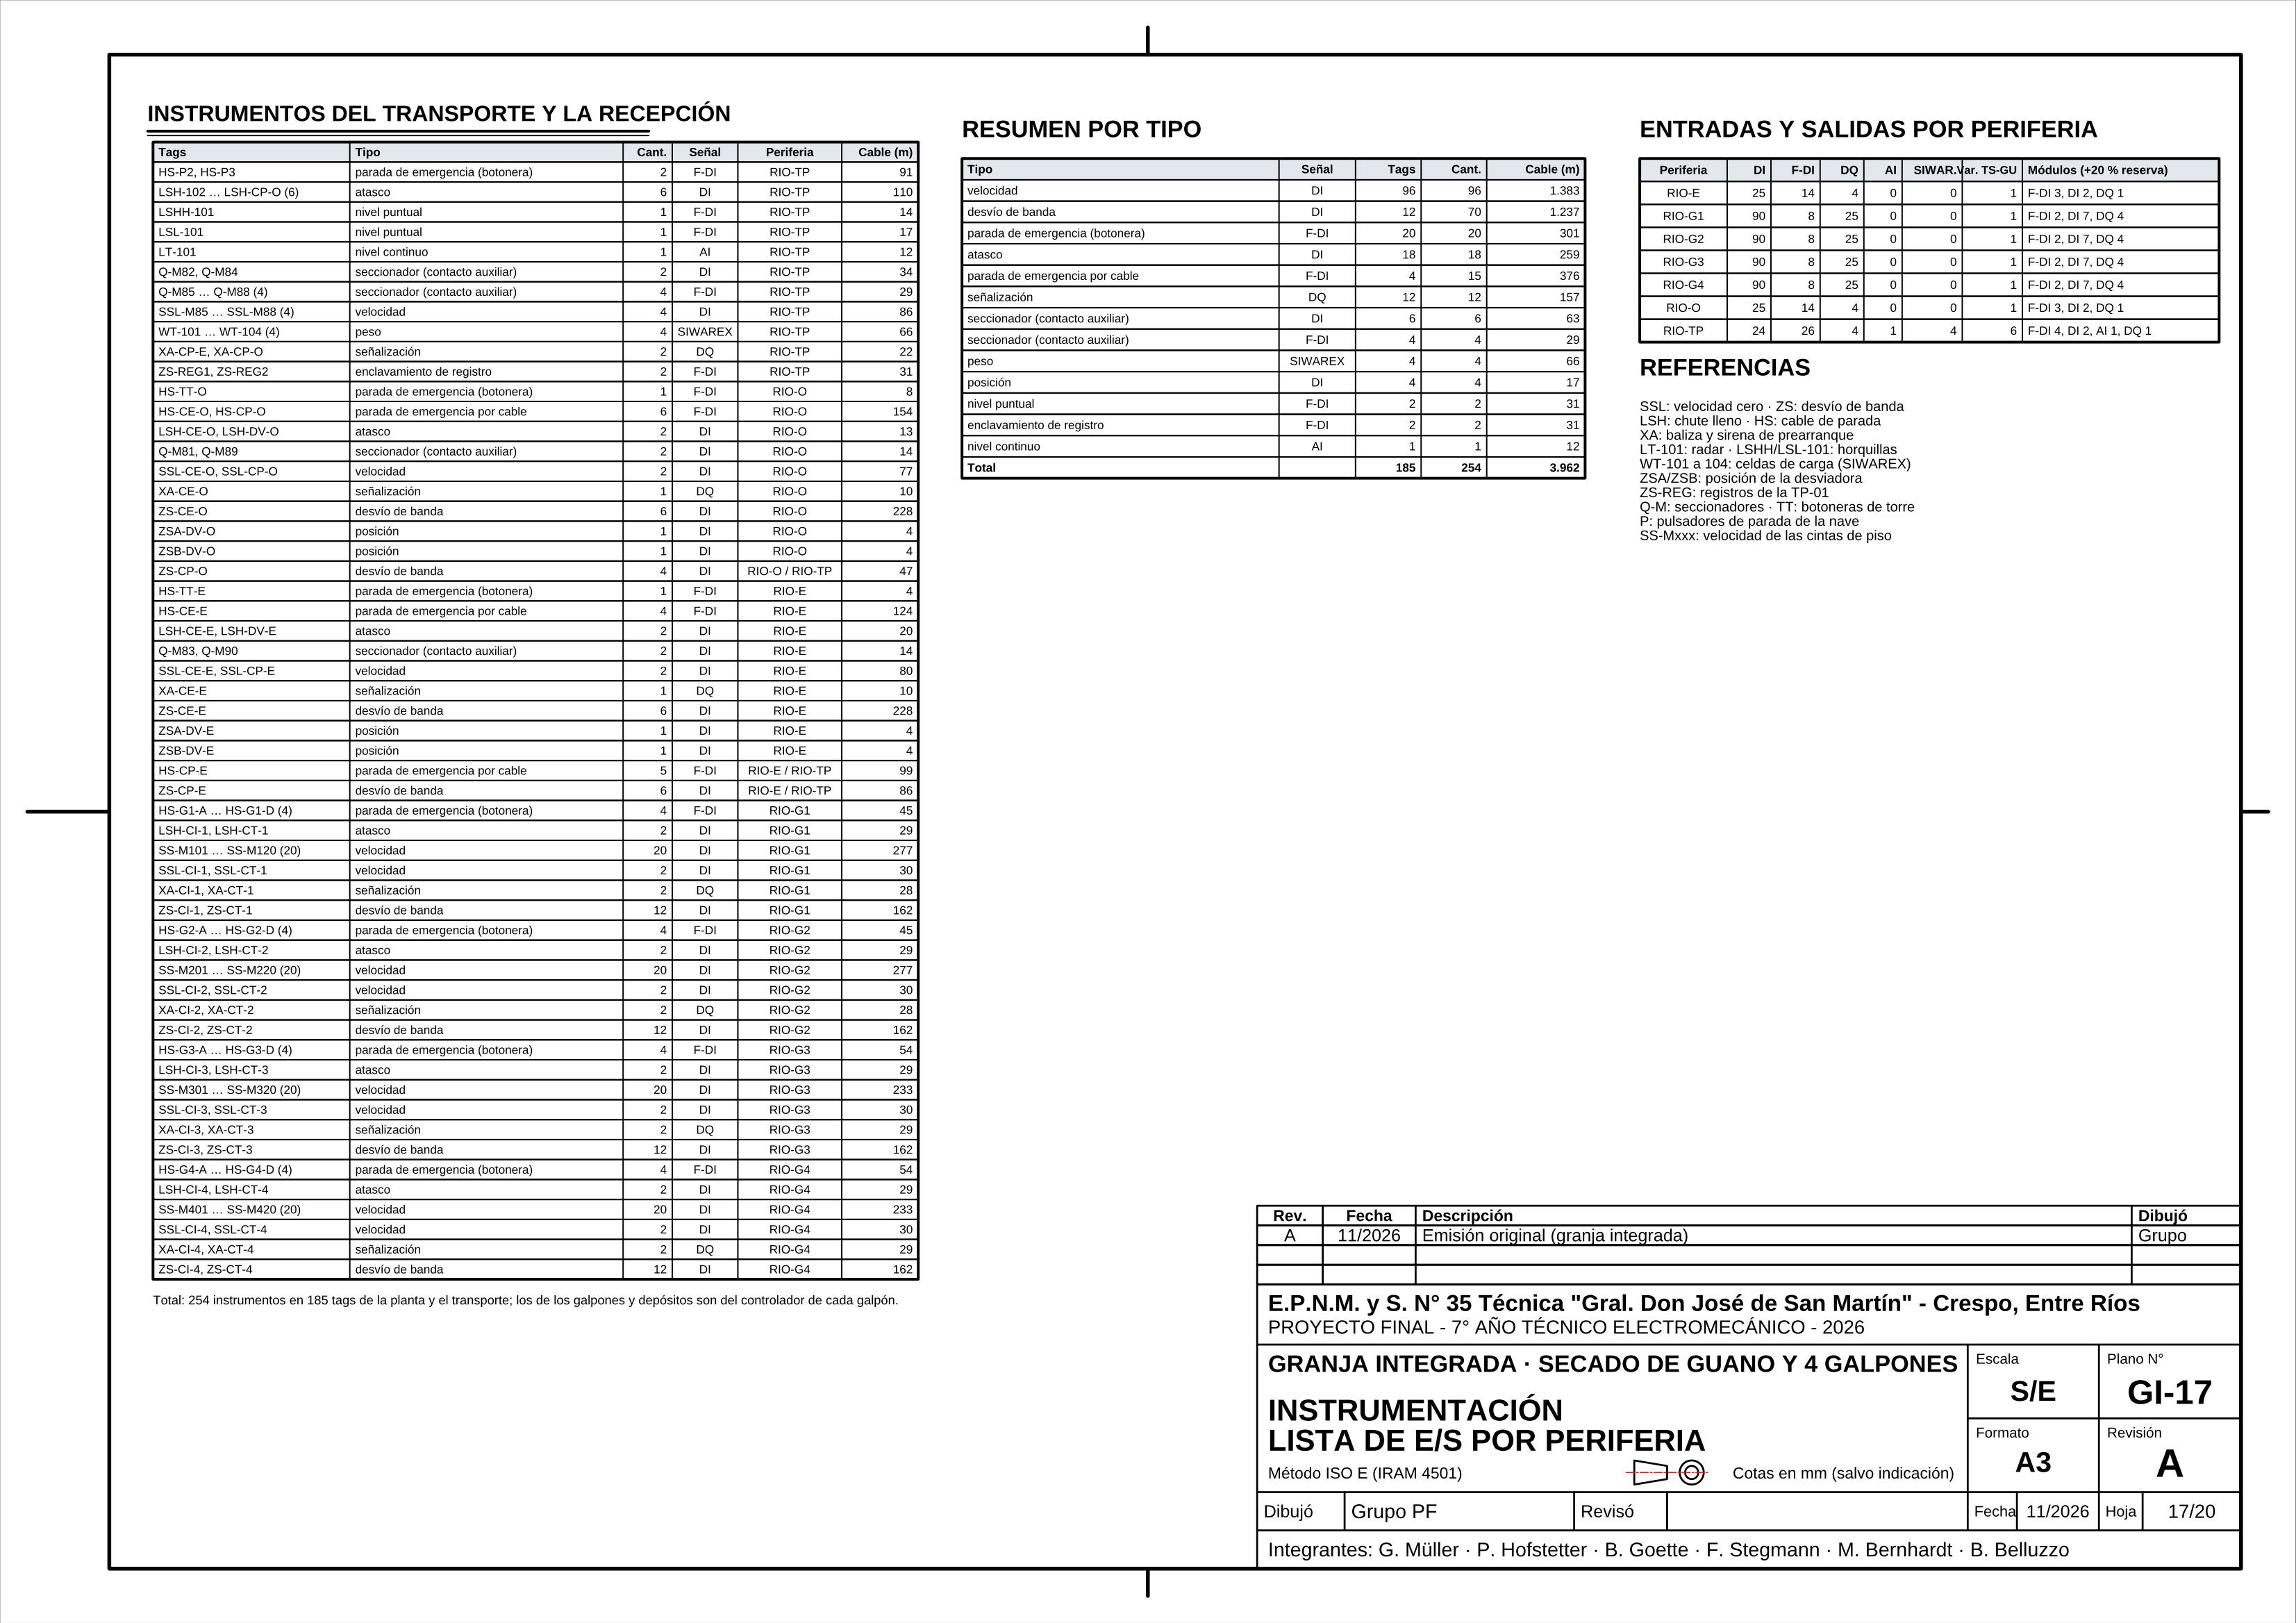 INSTRUMENTOS DEL TRANSPORTE Y LA RECEPCIÓN
Tags Tipo Cant. Señal Periferia Cable (m)
HS-P2, HS-P3 parada de emergencia (botonera) 2 F-DI RIO-TP 91
LSH-102 … LSH-CP-O (6) atasco 6 DI RIO-TP 110
LSHH-101 nivel puntual 1 F-DI RIO-TP 14
LSL-101 nivel puntual 1 F-DI RIO-TP 17
LT-101 nivel continuo 1 AI RIO-TP 12
Q-M82, Q-M84 seccionador (contacto auxiliar) 2 DI RIO-TP 34
Q-M85 … Q-M88 (4) seccionador (contacto auxiliar) 4 F-DI RIO-TP 29
SSL-M85 … SSL-M88 (4) velocidad 4 DI RIO-TP 86
WT-101 … WT-104 (4) peso 4 SIWAREX RIO-TP 66
XA-CP-E, XA-CP-O señalización 2 DQ RIO-TP 22
ZS-REG1, ZS-REG2 enclavamiento de registro 2 F-DI RIO-TP 31
HS-TT-O parada de emergencia (botonera) 1 F-DI RIO-O 8
HS-CE-O, HS-CP-O parada de emergencia por cable 6 F-DI RIO-O 154
LSH-CE-O, LSH-DV-O atasco 2 DI RIO-O 13
Q-M81, Q-M89 seccionador (contacto auxiliar) 2 DI RIO-O 14
SSL-CE-O, SSL-CP-O velocidad 2 DI RIO-O 77
XA-CE-O señalización 1 DQ RIO-O 10
ZS-CE-O desvío de banda 6 DI RIO-O 228
ZSA-DV-O posición 1 DI RIO-O 4
ZSB-DV-O posición 1 DI RIO-O 4
ZS-CP-O desvío de banda 4 DI RIO-O / RIO-TP 47
HS-TT-E parada de emergencia (botonera) 1 F-DI RIO-E 4
HS-CE-E parada de emergencia por cable 4 F-DI RIO-E 124
LSH-CE-E, LSH-DV-E atasco 2 DI RIO-E 20
Q-M83, Q-M90 seccionador (contacto auxiliar) 2 DI RIO-E 14
SSL-CE-E, SSL-CP-E velocidad 2 DI RIO-E 80
XA-CE-E señalización 1 DQ RIO-E 10
ZS-CE-E desvío de banda 6 DI RIO-E 228
ZSA-DV-E posición 1 DI RIO-E 4
ZSB-DV-E posición 1 DI RIO-E 4
HS-CP-E parada de emergencia por cable 5 F-DI RIO-E / RIO-TP 99
ZS-CP-E desvío de banda 6 DI RIO-E / RIO-TP 86
HS-G1-A … HS-G1-D (4) parada de emergencia (botonera) 4 F-DI RIO-G1 45
LSH-CI-1, LSH-CT-1 atasco 2 DI RIO-G1 29
SS-M101 … SS-M120 (20) velocidad 20 DI RIO-G1 277
SSL-CI-1, SSL-CT-1 velocidad 2 DI RIO-G1 30
XA-CI-1, XA-CT-1 señalización 2 DQ RIO-G1 28
ZS-CI-1, ZS-CT-1 desvío de banda 12 DI RIO-G1 162
HS-G2-A … HS-G2-D (4) parada de emergencia (botonera) 4 F-DI RIO-G2 45
LSH-CI-2, LSH-CT-2 atasco 2 DI RIO-G2 29
SS-M201 … SS-M220 (20) velocidad 20 DI RIO-G2 277
SSL-CI-2, SSL-CT-2 velocidad 2 DI RIO-G2 30
XA-CI-2, XA-CT-2 señalización 2 DQ RIO-G2 28
ZS-CI-2, ZS-CT-2 desvío de banda 12 DI RIO-G2 162
HS-G3-A … HS-G3-D (4) parada de emergencia (botonera) 4 F-DI RIO-G3 54
LSH-CI-3, LSH-CT-3 atasco 2 DI RIO-G3 29
SS-M301 … SS-M320 (20) velocidad 20 DI RIO-G3 233
SSL-CI-3, SSL-CT-3 velocidad 2 DI RIO-G3 30
XA-CI-3, XA-CT-3 señalización 2 DQ RIO-G3 29
ZS-CI-3, ZS-CT-3 desvío de banda 12 DI RIO-G3 162
HS-G4-A … HS-G4-D (4) parada de emergencia (botonera) 4 F-DI RIO-G4 54
LSH-CI-4, LSH-CT-4 atasco 2 DI RIO-G4 29
SS-M401 … SS-M420 (20) velocidad 20 DI RIO-G4 233
SSL-CI-4, SSL-CT-4 velocidad 2 DI RIO-G4 30
XA-CI-4, XA-CT-4 señalización 2 DQ RIO-G4 29
ZS-CI-4, ZS-CT-4 desvío de banda 12 DI RIO-G4 162
Total: 254 instrumentos en 185 tags de la planta y el transporte; los de los galpones y depósitos son del controlador de cada galpón.
RESUMEN POR TIPO
Tipo Señal Tags Cant. Cable (m)
velocidad DI 96 96 1.383
desvío de banda DI 12 70 1.237
parada de emergencia (botonera) F-DI 20 20 301
atasco DI 18 18 259
parada de emergencia por cable F-DI 4 15 376
señalización DQ 12 12 157
seccionador (contacto auxiliar) DI 6 6 63
seccionador (contacto auxiliar) F-DI 4 4 29
peso SIWAREX 4 4 66
posición DI 4 4 17
nivel puntual F-DI 2 2 31
enclavamiento de registro F-DI 2 2 31
nivel continuo AI 1 1 12
Total 185 254 3.962
ENTRADAS Y SALIDAS POR PERIFERIA
Periferia DI F-DI DQ AI SIWAR. Var. TS-GU Módulos (+20 % reserva)
RIO-E 25 14 4 0 0 1 F-DI 3, DI 2, DQ 1
RIO-G1 90 8 25 0 0 1 F-DI 2, DI 7, DQ 4
RIO-G2 90 8 25 0 0 1 F-DI 2, DI 7, DQ 4
RIO-G3 90 8 25 0 0 1 F-DI 2, DI 7, DQ 4
RIO-G4 90 8 25 0 0 1 F-DI 2, DI 7, DQ 4
RIO-O 25 14 4 0 0 1 F-DI 3, DI 2, DQ 1
RIO-TP 24 26 4 1 4 6 F-DI 4, DI 2, AI 1, DQ 1
REFERENCIAS
SSL: velocidad cero · ZS: desvío de banda
LSH: chute lleno · HS: cable de parada
XA: baliza y sirena de prearranque
LT-101: radar · LSHH/LSL-101: horquillas
WT-101 a 104: celdas de carga (SIWAREX)
ZSA/ZSB: posición de la desviadora
ZS-REG: registros de la TP-01
Q-M: seccionadores · TT: botoneras de torre
P: pulsadores de parada de la nave
SS-Mxxx: velocidad de las cintas de piso
Rev. Fecha Descripción Dibujó
A 11/2026 Emisión original (granja integrada) Grupo
E.P.N.M. y S. N° 35 Técnica "Gral. Don José de San Martín" - Crespo, Entre Ríos
PROYECTO FINAL - 7° AÑO TÉCNICO ELECTROMECÁNICO - 2026
GRANJA INTEGRADA · SECADO DE GUANO Y 4 GALPONES
INSTRUMENTACIÓN
LISTA DE E/S POR PERIFERIA
Método ISO E (IRAM 4501) Cotas en mm (salvo indicación)
Escala Plano N°
S/E GI-17
Formato Revisión
A3 A
Dibujó Grupo PF Revisó Fecha 11/2026 Hoja 17/20
Integrantes: G. Müller · P. Hofstetter · B. Goette · F. Stegmann · M. Bernhardt · B. Belluzzo